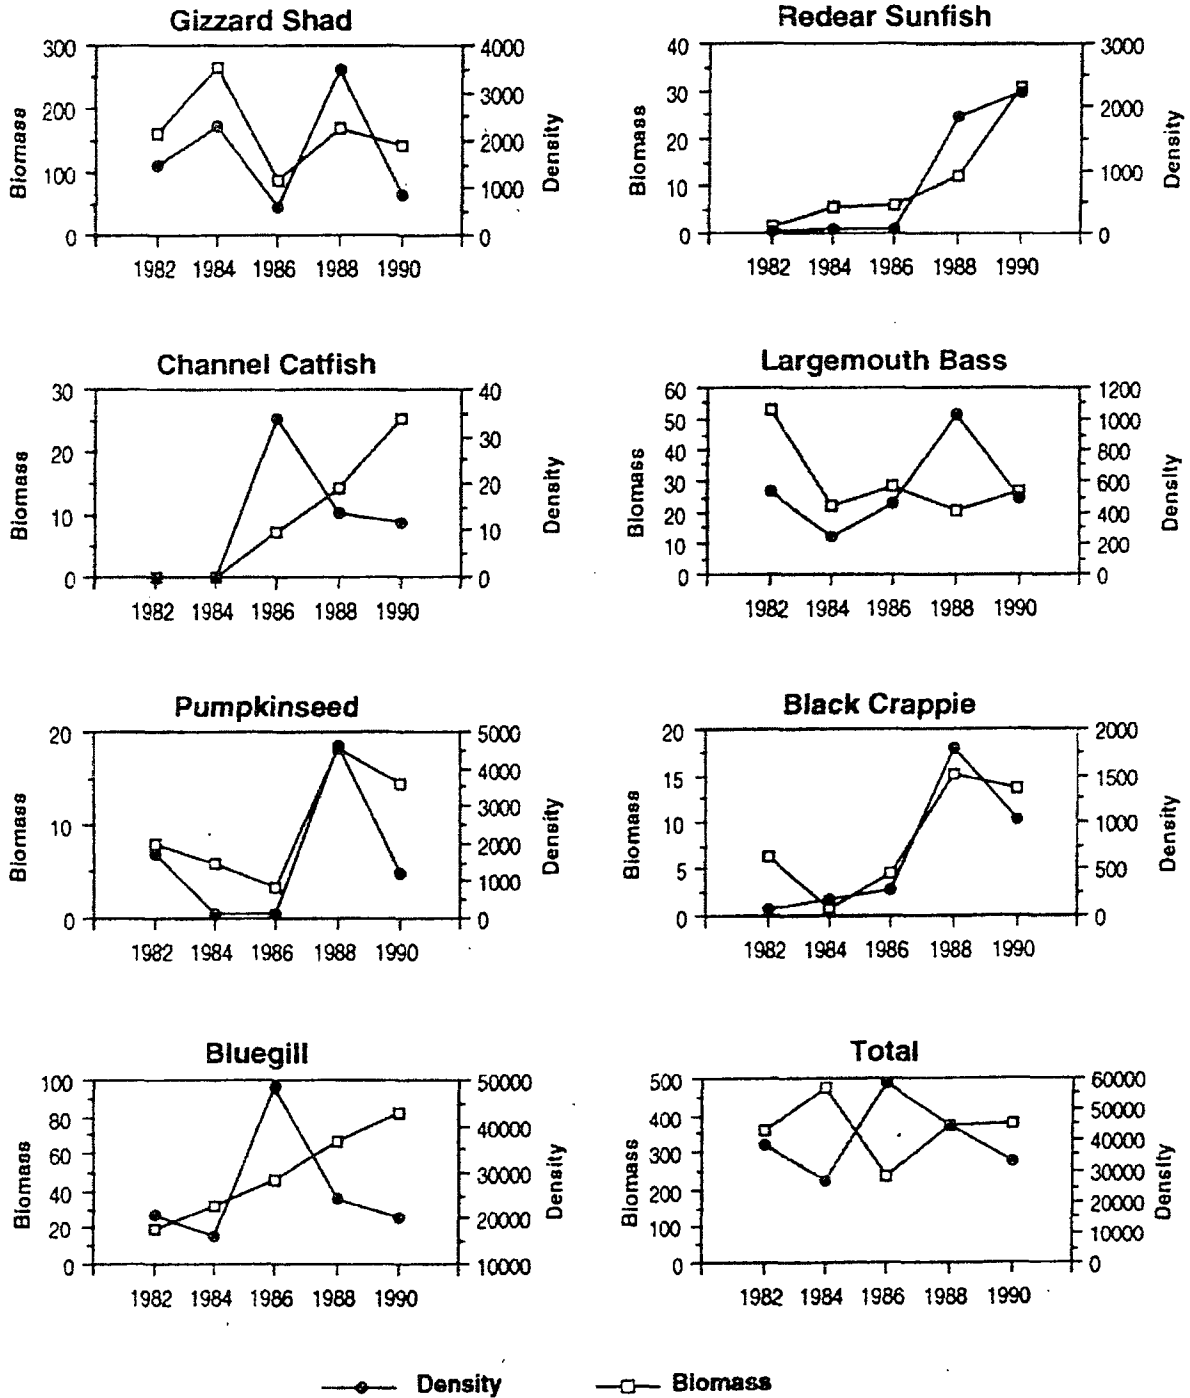 Gizzard Shad
Biomass
300
200
100
0
4000
3000
2000
1000
0
Density
1982 1984 1986 1988 1990
Redear Sunfish
Biomass
40
30
20
10
0
3000
2000
1000
0
Density
1982 1984 1986 1988 1990
Channel Catfish
Biomass
30
20
10
0
40
30
20
10
0
Density
1982 1984 1986 1988 1990
Largemouth Bass
Biomass
60
50
40
30
20
10
0
1200
1000
800
600
400
200
0
Density
1982 1984 1986 1988 1990
Pumpkinseed
Biomass
20
10
0
5000
4000
3000
2000
1000
0
Density
1982 1984 1986 1988 1990
Black Crappie
Biomass
20
15
10
5
0
2000
1500
1000
500
0
Density
1982 1984 1986 1988 1990
Bluegill
Biomass
100
80
60
40
20
0
50000
40000
30000
20000
10000
Density
1982 1984 1986 1988 1990
Total
Biomass
500
400
300
200
100
0
60000
50000
40000
30000
20000
10000
0
Density
1982 1984 1986 1988 1990
Density Biomass